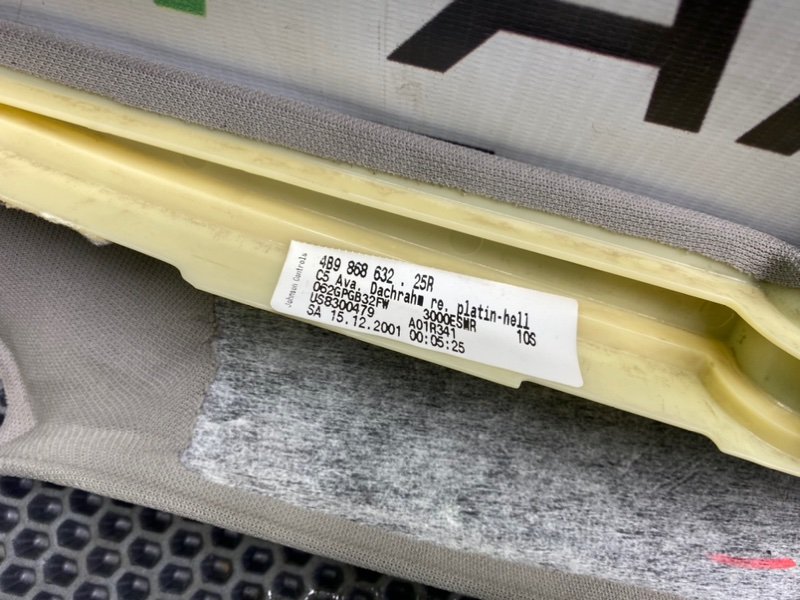 Johnson Controls
4B9 868 632 . 25R
C5 Ava. Dachrahm re. platin-hell
062GPGB32FW 3000ESMR 10S
US8300479 A01R341
SA 15.12.2001 00:05:25